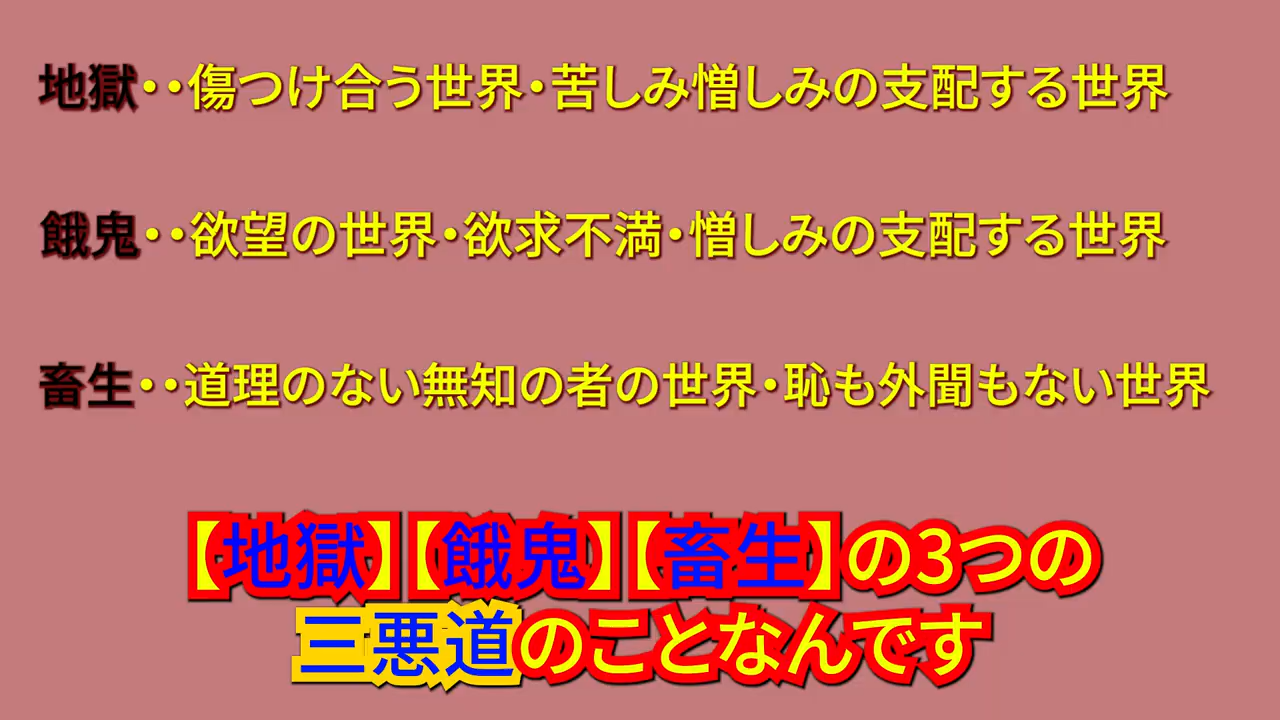 地獄・・傷つけ合う世界・苦しみ憎しみの支配する世界
餓鬼・・欲望の世界・欲求不満・憎しみの支配する世界
畜生・・道理のない無知の者の世界・恥も外聞もない世界
【地獄】【餓鬼】【畜生】の3つの
三悪道のことなんです